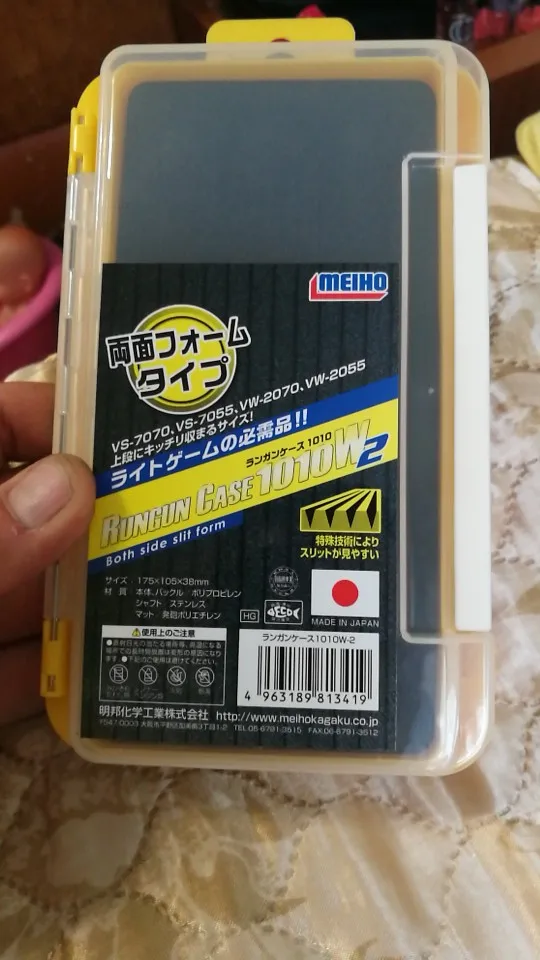 MEIHO
両面フォーム
タイプ
VS-7070、VS-7055、VW-2070、VW-2055
上段にキッチリ収まるサイズ!
ライトゲームの必需品!!
ランガンケース 1010
RUNGUN CASE 1010W2
Both side slit form
特殊技術により
スリットが見やすい
サイズ:175×105×38mm
材 質:本体、バックル/ポリプロピレン
シャフト/ステンレス
マット/発泡ポリエチレン
HG
MADE IN JAPAN
使用上のご注意
ランガンケース1010W-2
4 963189 813419
明邦化学工業株式会社 http://www.meihokagaku.co.jp